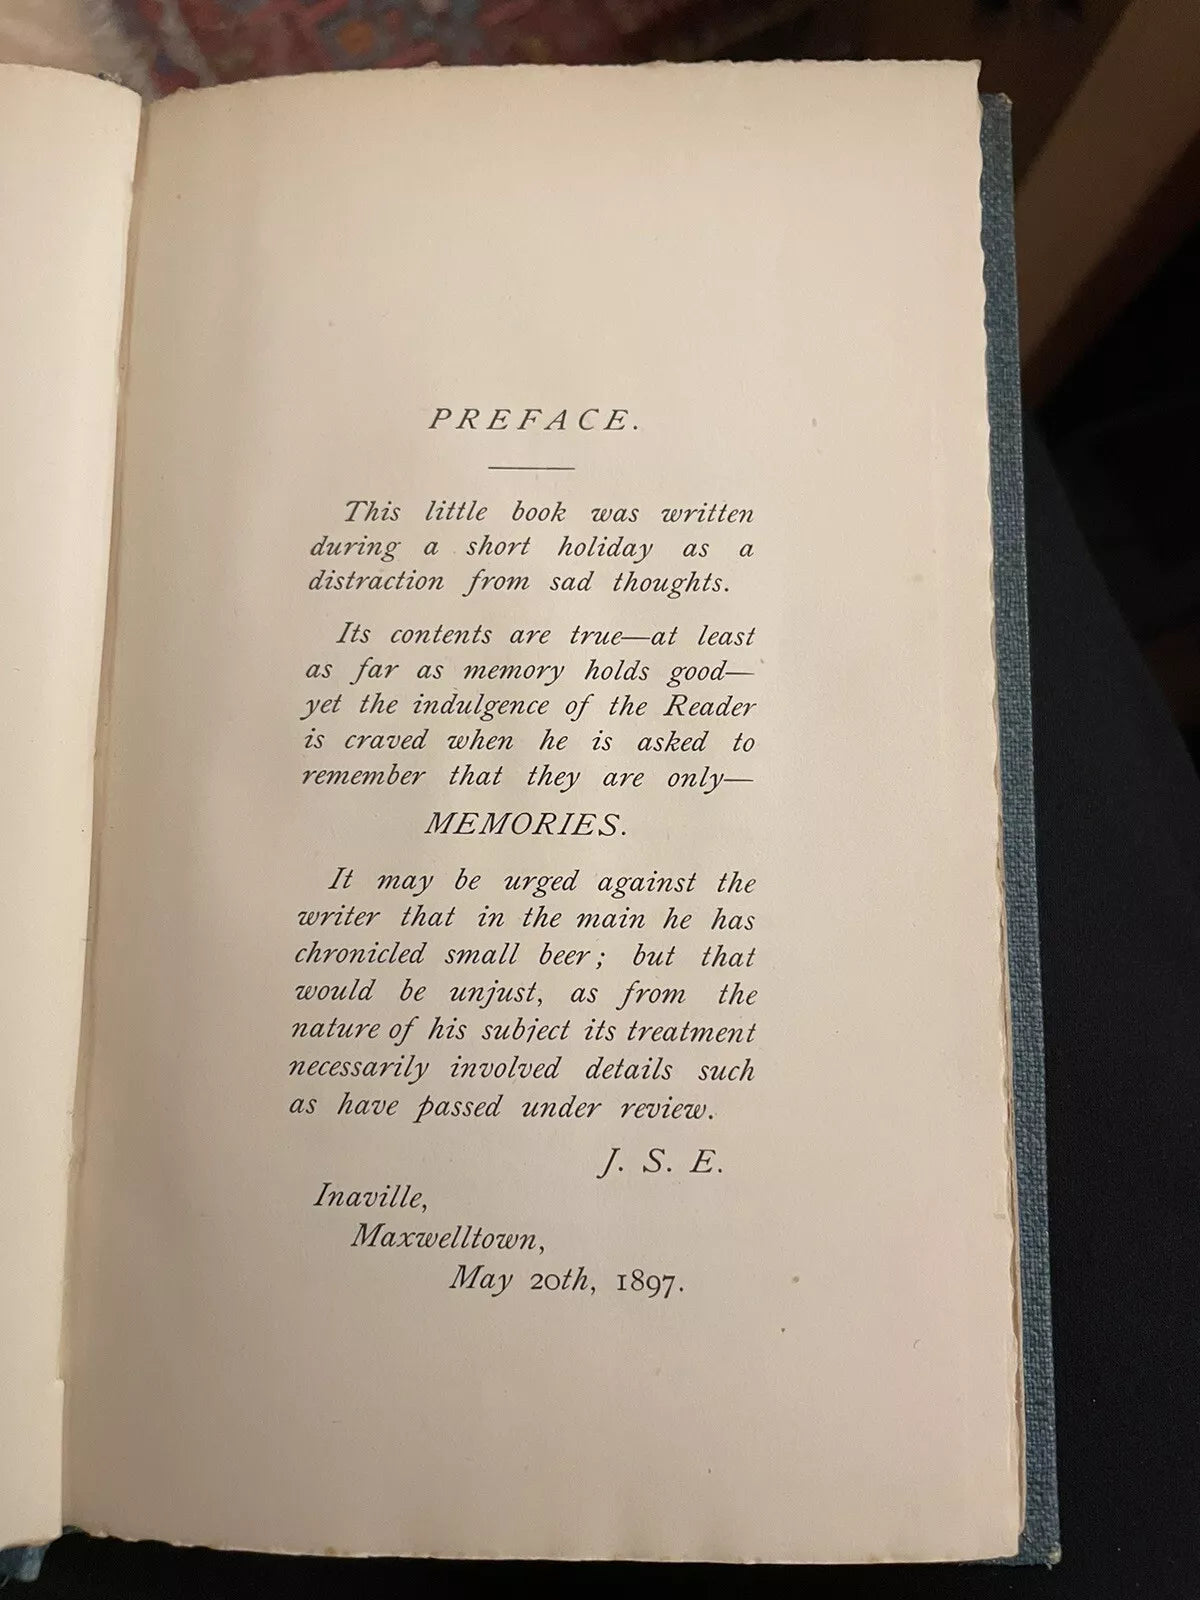 PREFACE.
This little book was written
during a short holiday as a
distraction from sad thoughts.
Its contents are true—at least
as far as memory holds good—
yet the indulgence of the Reader
is craved when he is asked to
remember that they are only—
MEMORIES.
It may be urged against the
writer that in the main he has
chronicled small beer; but that
would be unjust, as from the
nature of his subject its treatment
necessarily involved details such
as have passed under review.
J. S. E.
Inaville,
Maxwelltown,
May 20th, 1897.